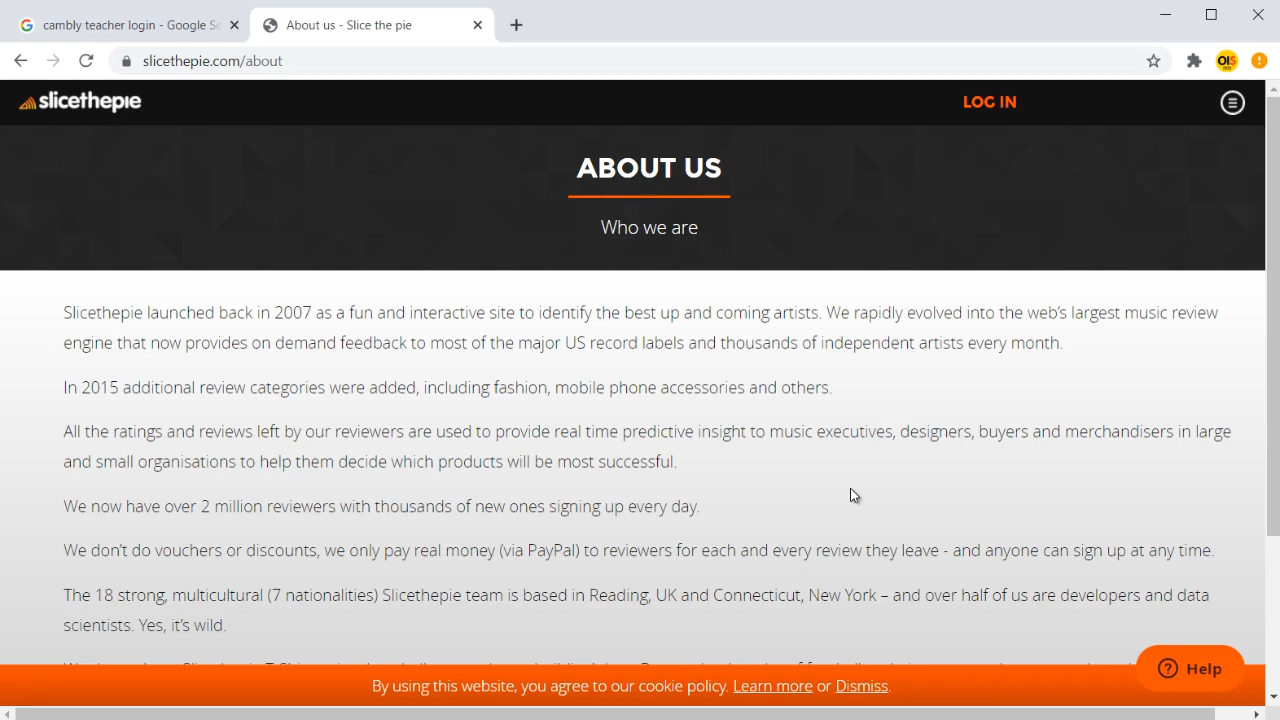 cambly teacher login - Google Se
About us - Slice the pie
slicethepie.com/about
OIS
slicethepie
LOG IN
ABOUT US
Who we are
Slicethepie launched back in 2007 as a fun and interactive site to identify the best up and coming artists. We rapidly evolved into the web's largest music review
engine that now provides on demand feedback to most of the major US record labels and thousands of independent artists every month.
In 2015 additional review categories were added, including fashion, mobile phone accessories and others.
All the ratings and reviews left by our reviewers are used to provide real time predictive insight to music executives, designers, buyers and merchandisers in large
and small organisations to help them decide which products will be most successful.
We now have over 2 million reviewers with thousands of new ones signing up every day.
We don't do vouchers or discounts, we only pay real money (via PayPal) to reviewers for each and every review they leave - and anyone can sign up at any time.
The 18 strong, multicultural (7 nationalities) Slicethepie team is based in Reading, UK and Connecticut, New York – and over half of us are developers and data
scientists. Yes, it's wild.
Help
By using this website, you agree to our cookie policy. Learn more or Dismiss.